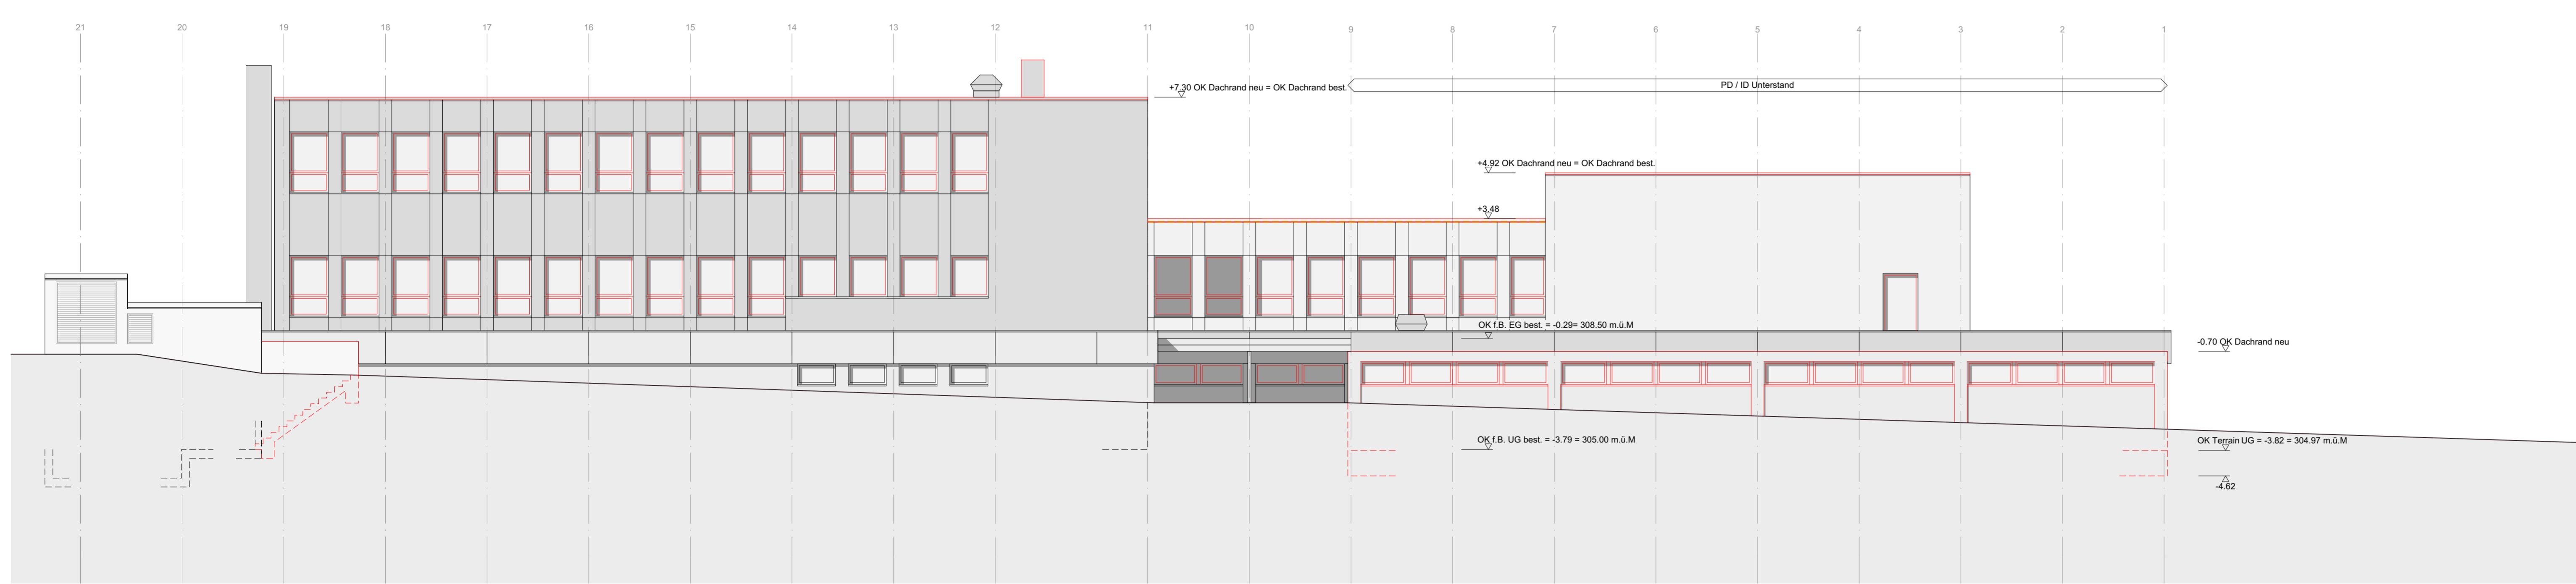 21 20 19 18 17 16 15 14 13 12 11 10 9 8 7 6 5 4 3 2 1
PD / ID Unterstand
+7.30 OK Dachrand neu = OK Dachrand best.
+4.92 OK Dachrand neu = OK Dachrand best.
+3.48
OK f.B. EG best. = -0.29= 308.50 m.ü.M
-0.70 OK Dachrand neu
OK f.B. UG best. = -3.79 = 305.00 m.ü.M
OK Terrain UG = -3.82 = 304.97 m.ü.M
-4.62